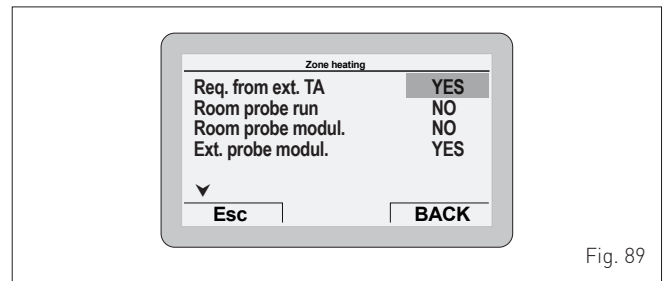 Zone heating
Req. from ext. TA YES
Room probe run NO
Room probe modul. NO
Ext. probe modul. YES
Esc BACK
Fig. 89